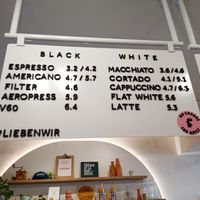 BLACK
ESPRESSO 3.2/4.2
AMERICANO 4.7/5.7
FILTER 4.6
AEROPRESS 5.9
V60 6.4
WHITE
MACCHIATO 3.6/4.6
CORTADO 4.1/5.1
CAPPUCCINO 4.7/6.3
FLAT WHITE 5.6
LATTE 5.3
#LIEBENWIR